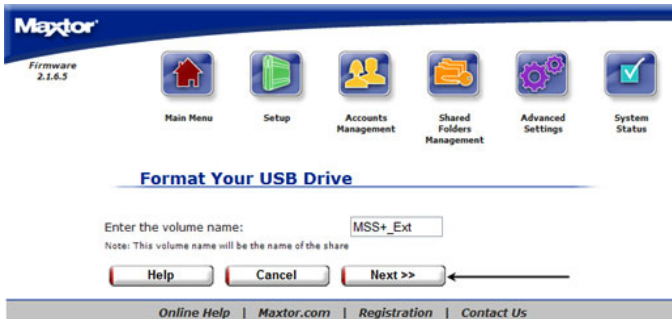 Maxtor
Firmware
2.1.6.5
Main Menu
Setup
Accounts
Management
Shared
Folders
Management
Advanced
Settings
System
Status
Format Your USB Drive
Enter the volume name: MSS+_Ext
Note: This volume name will be the name of the share
Help Cancel Next >>
Online Help | Maxtor.com | Registration | Contact Us